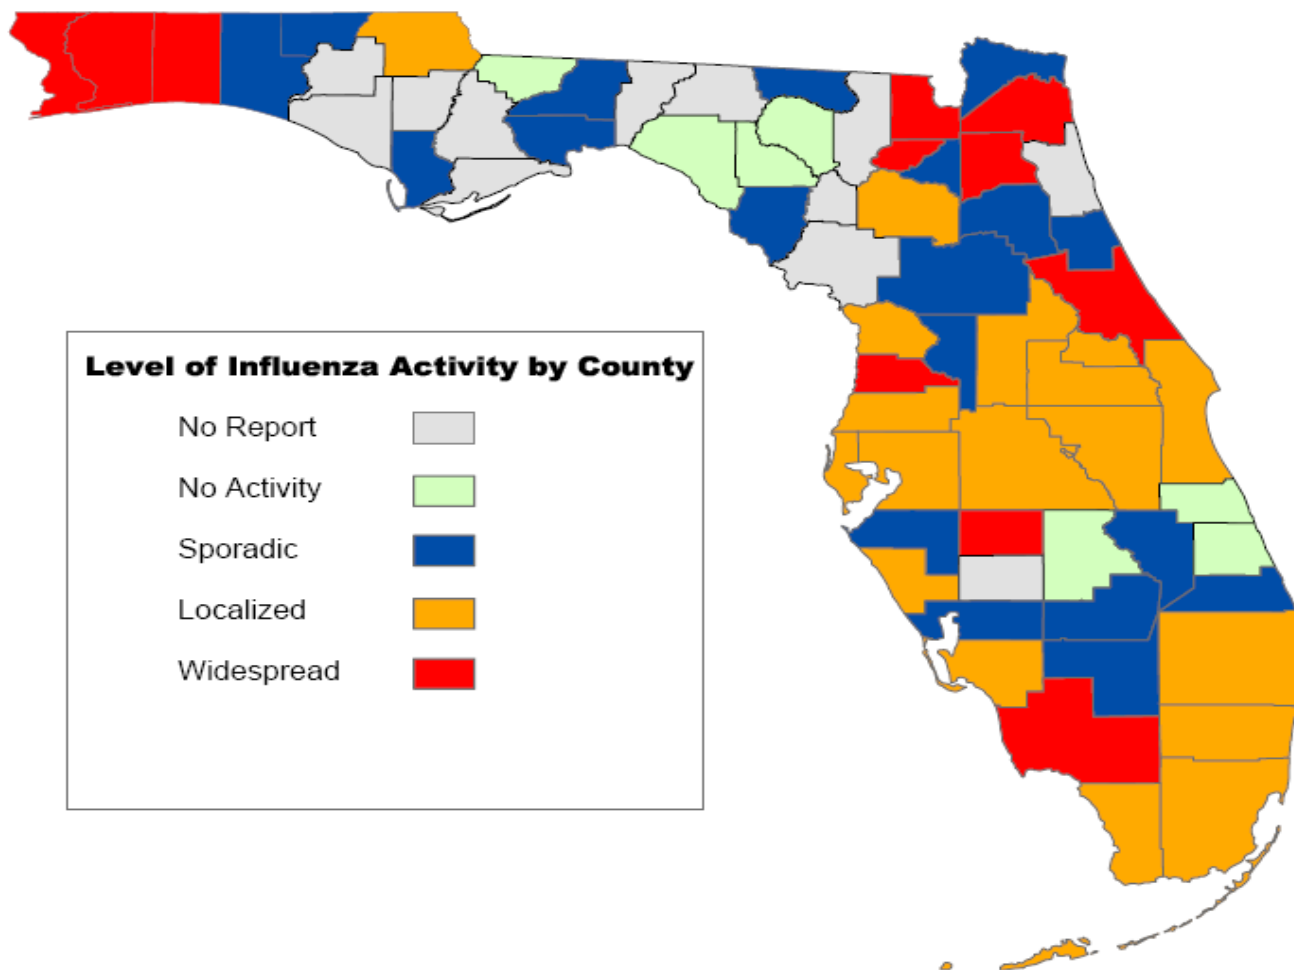 Level of Influenza Activity by County
No Report
No Activity
Sporadic
Localized
Widespread